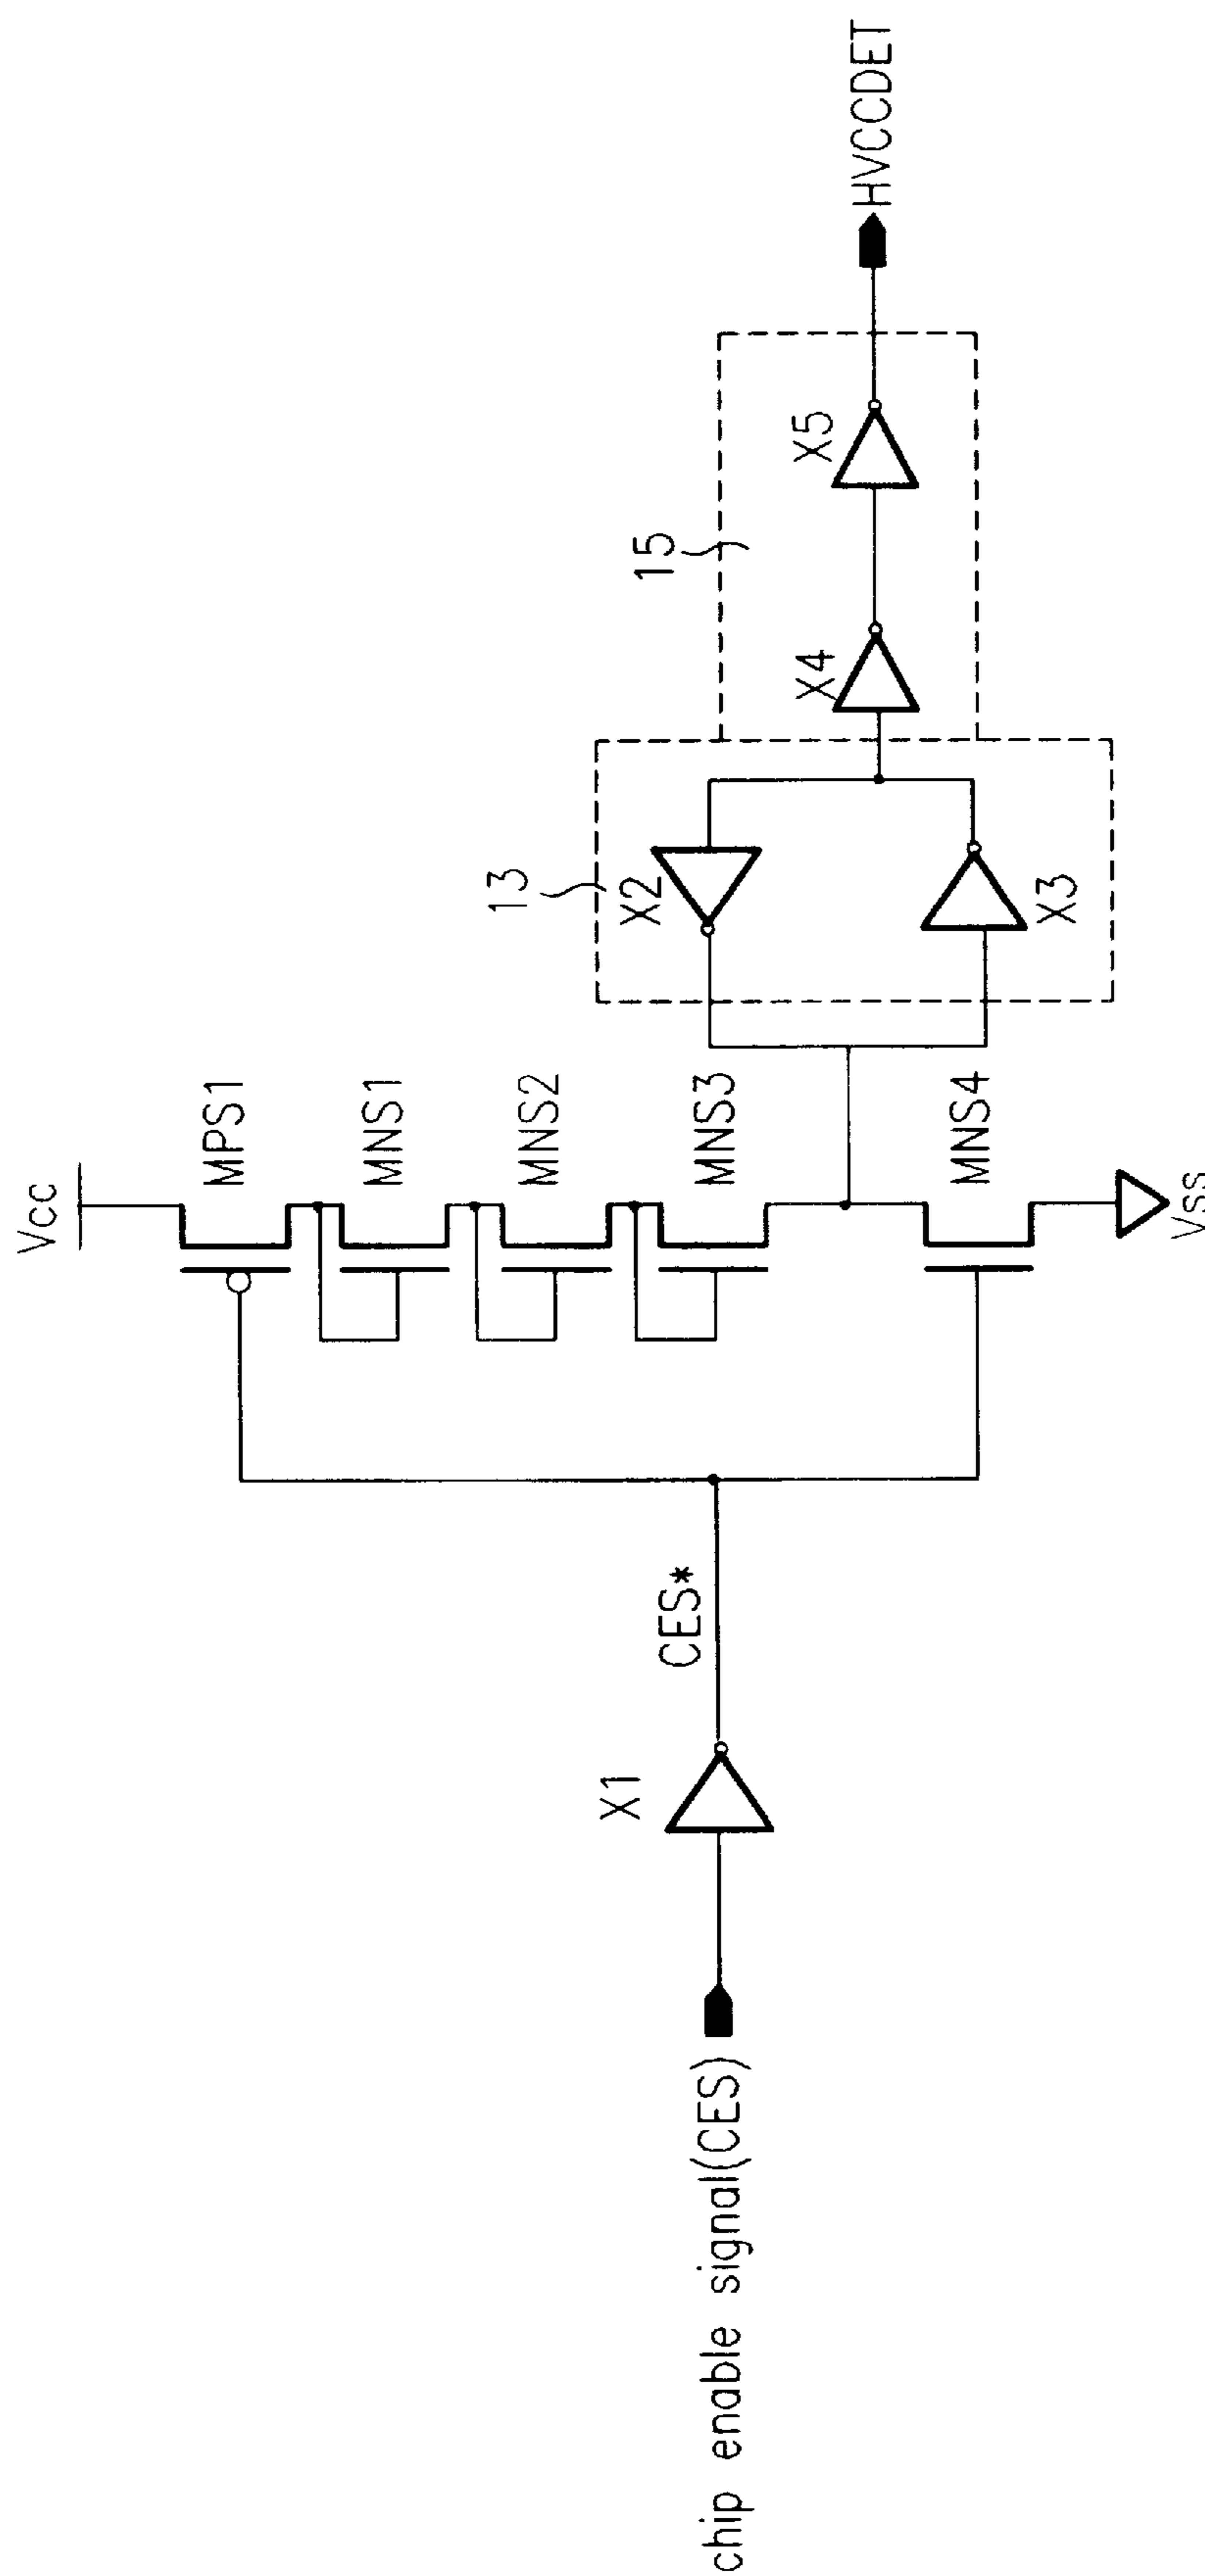 chip enable signal(CES)
X1
CES*
Vcc
MPS1
MNS1
MNS2
MNS3
MNS4
Vss
13
X2
X3
15
X4
X5
HVCCDET